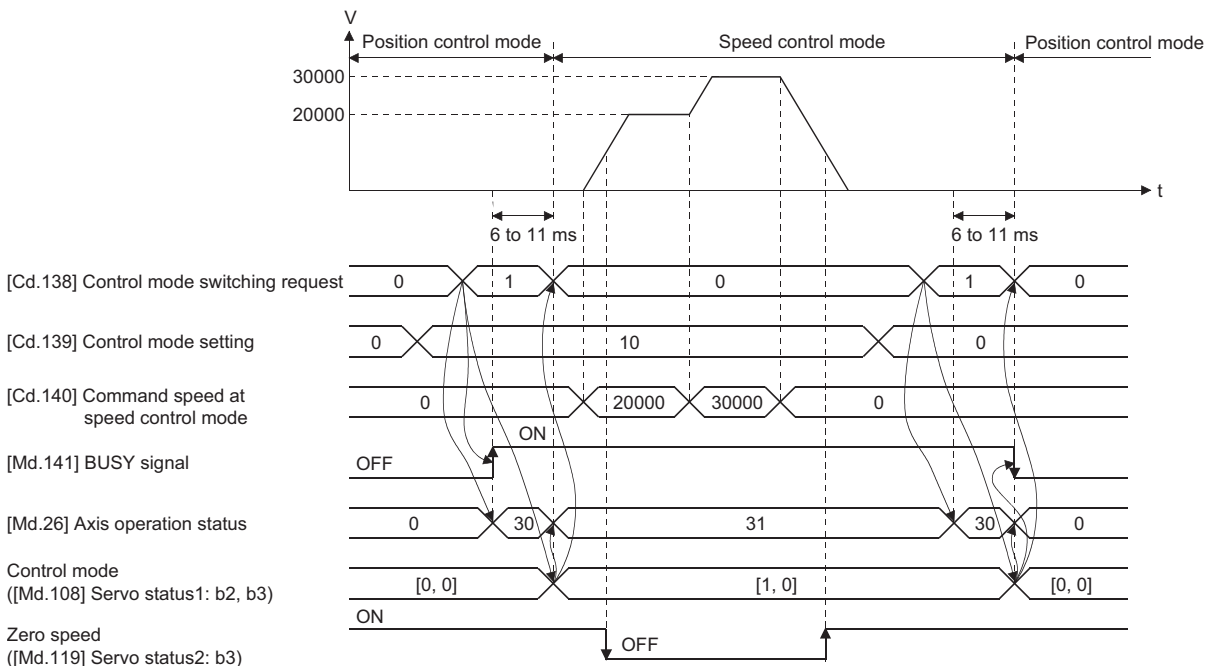 V
Position control mode Speed control mode Position control mode
30000
20000
t
6 to 11 ms 6 to 11 ms
[Cd.138] Control mode switching request 0 1 0 1 0
[Cd.139] Control mode setting 0 10 0
[Cd.140] Command speed at
speed control mode
0 20000 30000 0
ON
[Md.141] BUSY signal OFF
[Md.26] Axis operation status 0 30 31 30 0
Control mode
([Md.108] Servo status1: b2, b3)
[0, 0] [1, 0] [0, 0]
ON
Zero speed
([Md.119] Servo status2: b3)
OFF